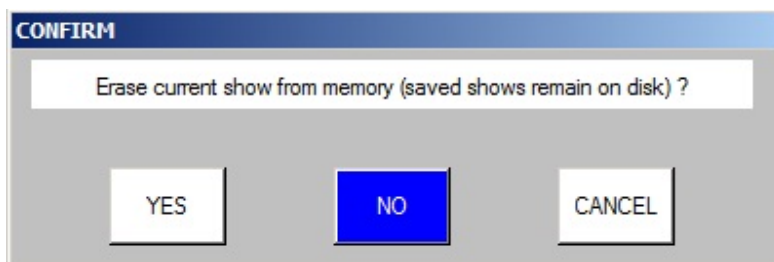 CONFIRM
Erase current show from memory (saved shows remain on disk) ?
YES NO CANCEL